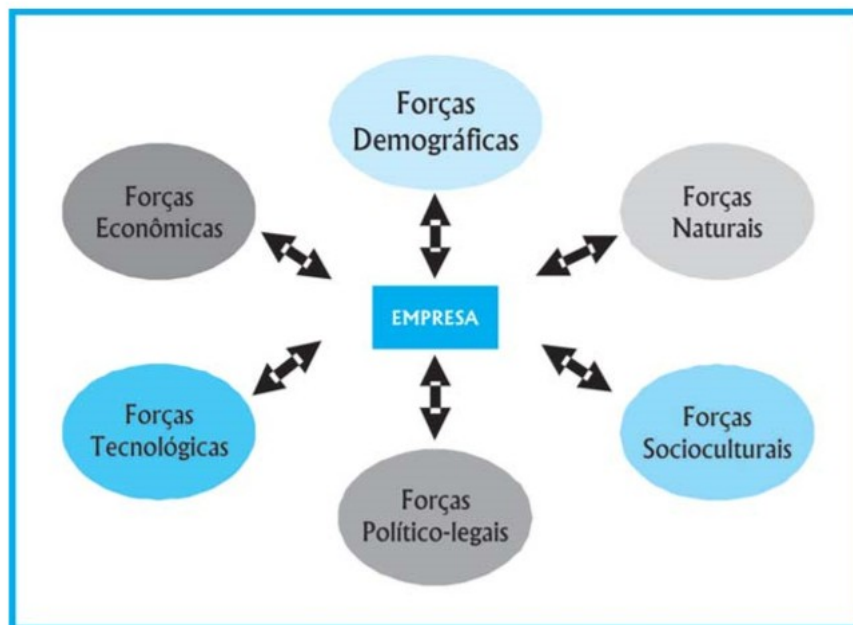 Forças
Demográficas
Forças
Econômicas
Forças
Naturais
EMPRESA
Forças
Tecnológicas
Forças
Socioculturais
Forças
Político-legais